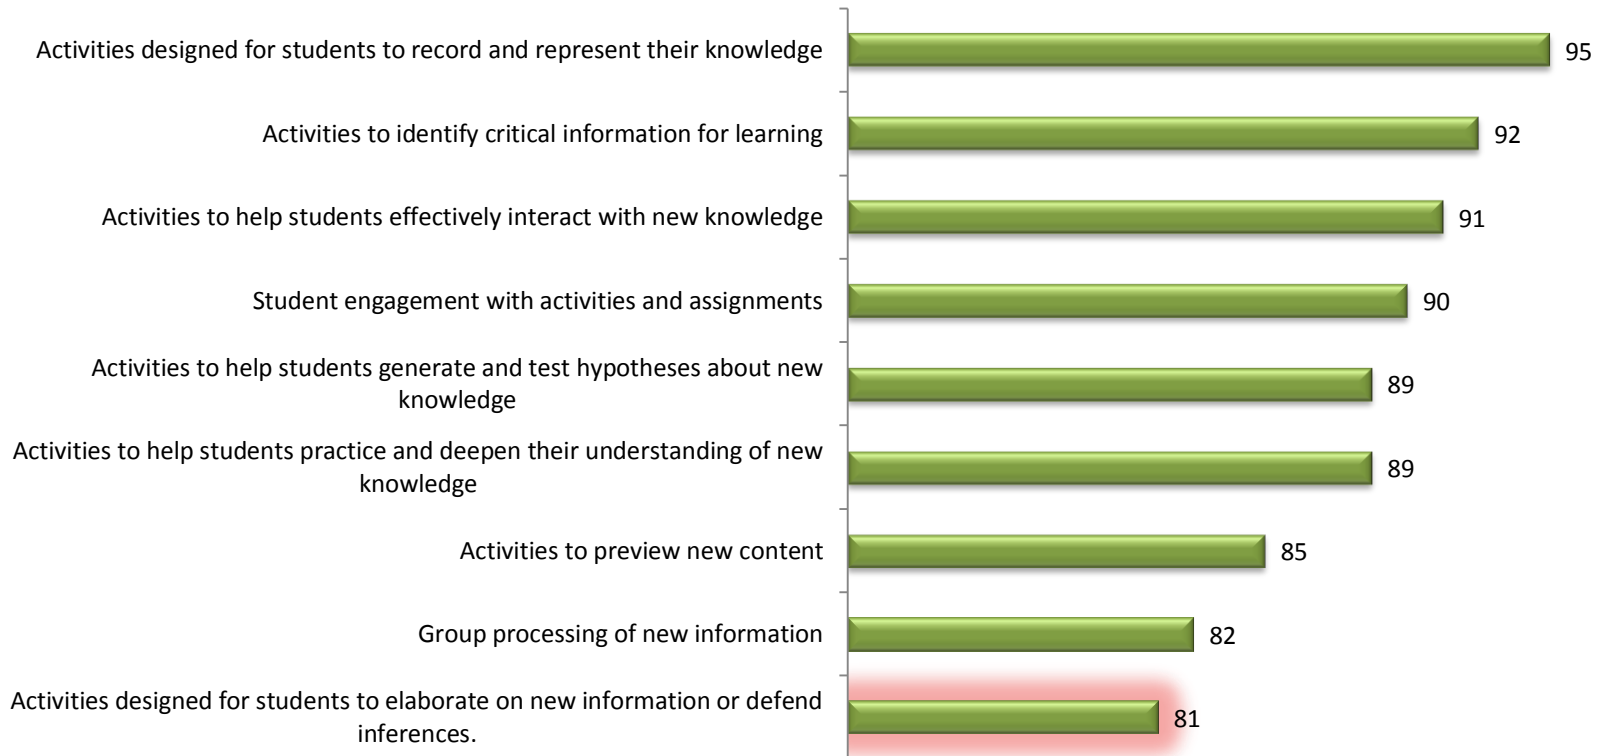 Activities designed for students to record and represent their knowledge
95
Activities to identify critical information for learning
92
Activities to help students effectively interact with new knowledge
91
Student engagement with activities and assignments
90
Activities to help students generate and test hypotheses about new
knowledge
89
Activities to help students practice and deepen their understanding of new
knowledge
89
Activities to preview new content
85
Group processing of new information
82
Activities designed for students to elaborate on new information or defend
inferences.
81